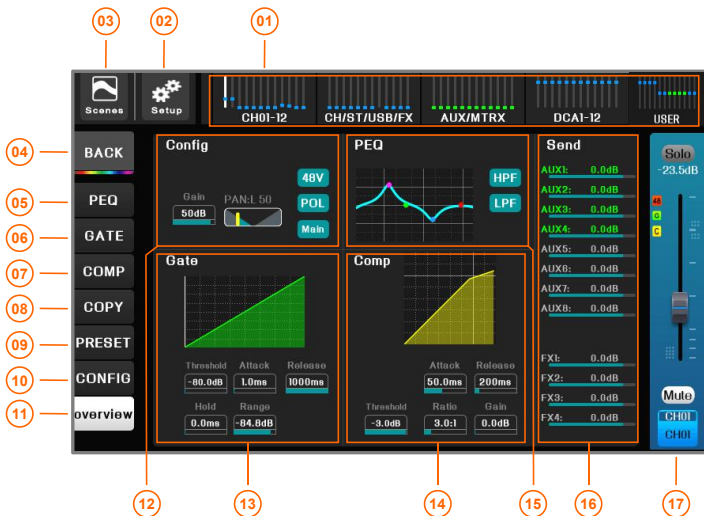 03 02 01
Scenes Setup CH01-12 CH/ST/USB/FX AUX/MTRX DCA1-12 USER
04 BACK
05 PEQ
06 GATE
07 COMP
08 COPY
09 PRESET
10 CONFIG
11 overview
Config
48V
Gain PAN:L 50 POL
50dB
Main
PEQ
HPF
LPF
Gate
Threshold Attack Release
-80.0dB 1.0ms 1000ms
Hold Range
0.0ms -84.8dB
Comp
Attack Release
50.0ms 200ms
Threshold Ratio Gain
-3.0dB 3.0:1 0.0dB
Send
AUX1: 0.0dB
AUX2: 0.0dB
AUX3: 0.0dB
AUX4: 0.0dB
AUX5: 0.0dB
AUX6: 0.0dB
AUX7: 0.0dB
AUX8: 0.0dB
FX1: 0.0dB
FX2: 0.0dB
FX3: 0.0dB
FX4: 0.0dB
Solo
-23.5dB
48
G
C
Mute
CH01
CH01
12 13 14 15 16 17